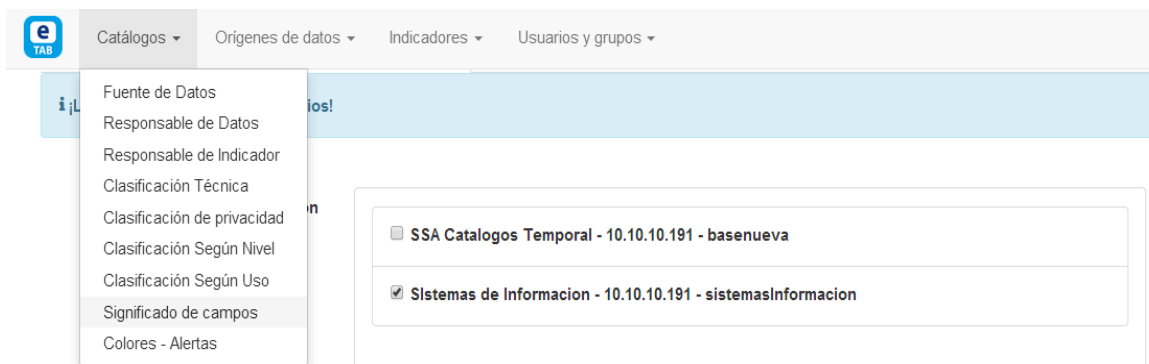 e
TAB
Catálogos Orígenes de datos Indicadores Usuarios y grupos
Fuente de Datos
Responsable de Datos
Responsable de Indicador
Clasificación Técnica
Clasificación de privacidad
Clasificación Según Nivel
Clasificación Según Uso
Significado de campos
Colores - Alertas
i ¡L ios!
ón
SSA Catalogos Temporal - 10.10.10.191 - basenueva
SIstemas de Informacion - 10.10.10.191 - sistemasInformacion